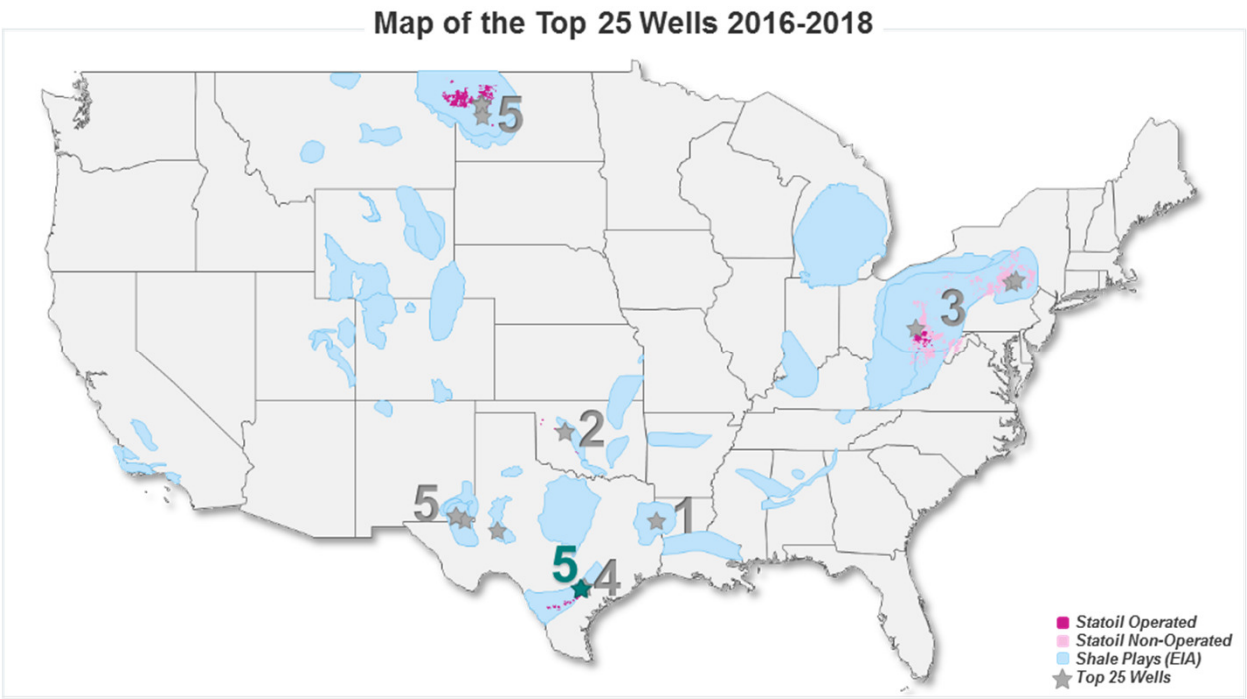 Map of the Top 25 Wells 2016-2018
5
3
2
5
1
5
4
Statoil Operated
Statoil Non-Operated
Shale Plays (EIA)
Top 25 Wells